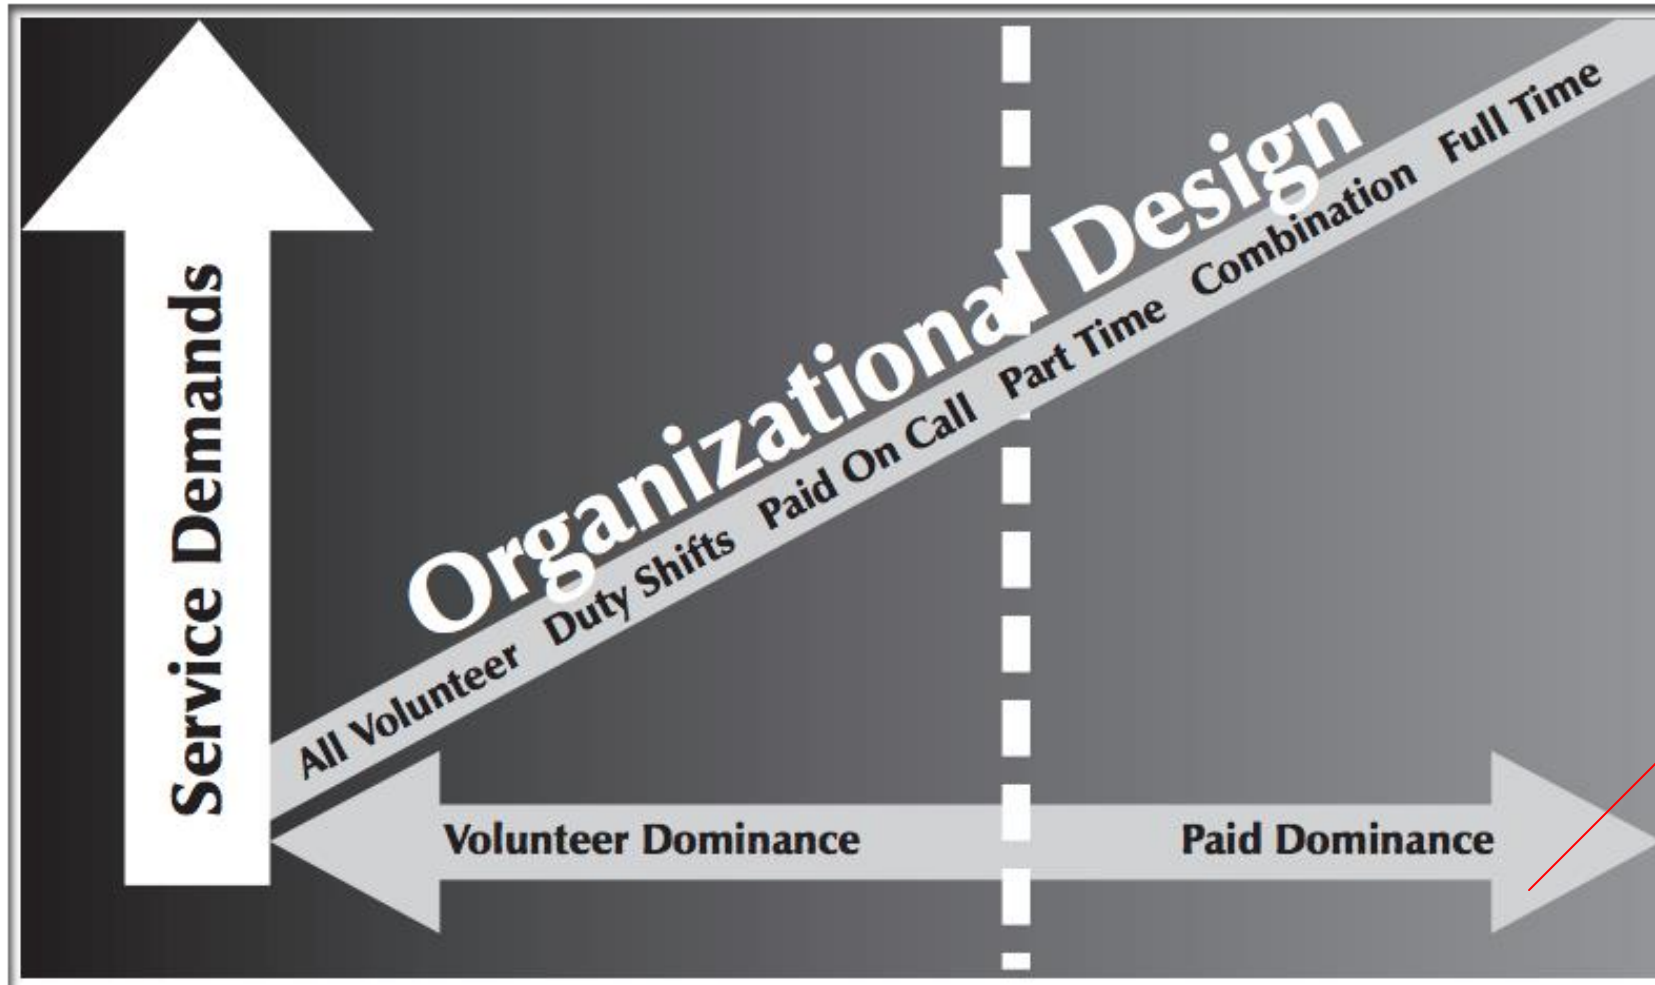 Service Demands
Organizational Design
All Volunteer Duty Shifts Paid On Call Part Time Combination Full Time
Volunteer Dominance
Paid Dominance